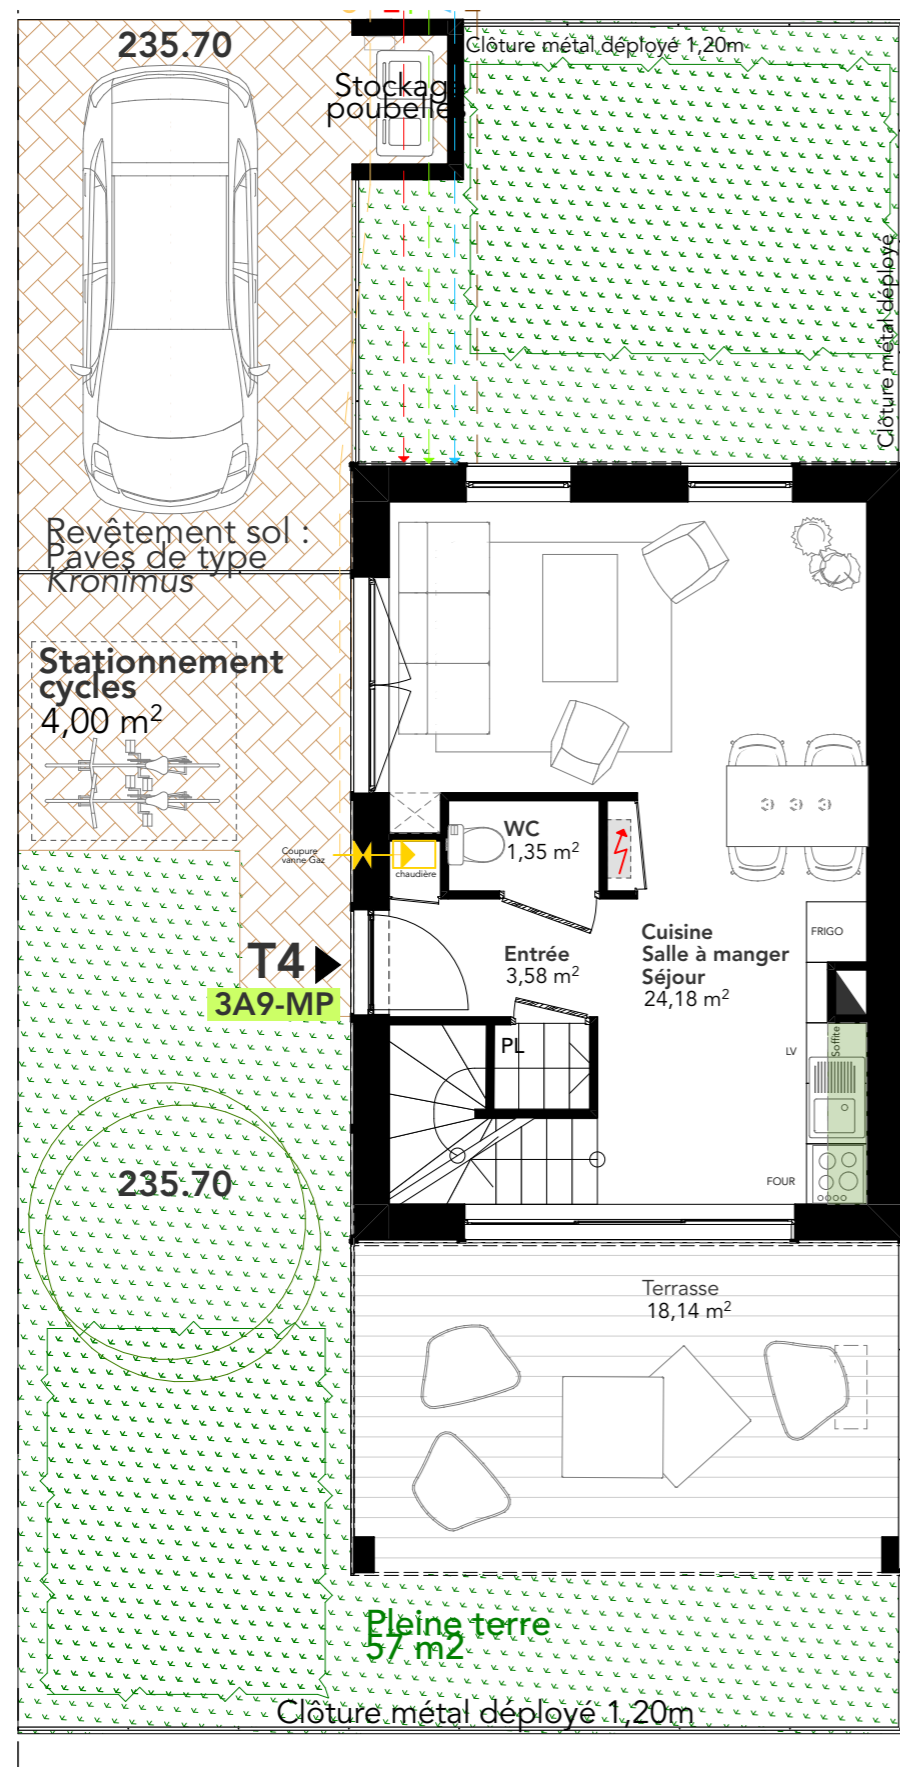 235.70
Clôture métal déployé 1,20m
Stockage
poubelles
Clôture métal déployé
Revêtement sol :
Pavés de type
Kronimus
Stationnement
cycles
4,00 m²
Coupure
vanne Gaz
chaudière
WC
1,35 m²
Entrée
3,58 m²
Cuisine
Salle à manger
Séjour
24,18 m²
FRIGO
T4
3A9-MP
PL
LV
Soffite
FOUR
235.70
Terrasse
18,14 m²
Pleine terre
57 m2
Clôture métal déployé 1,20m